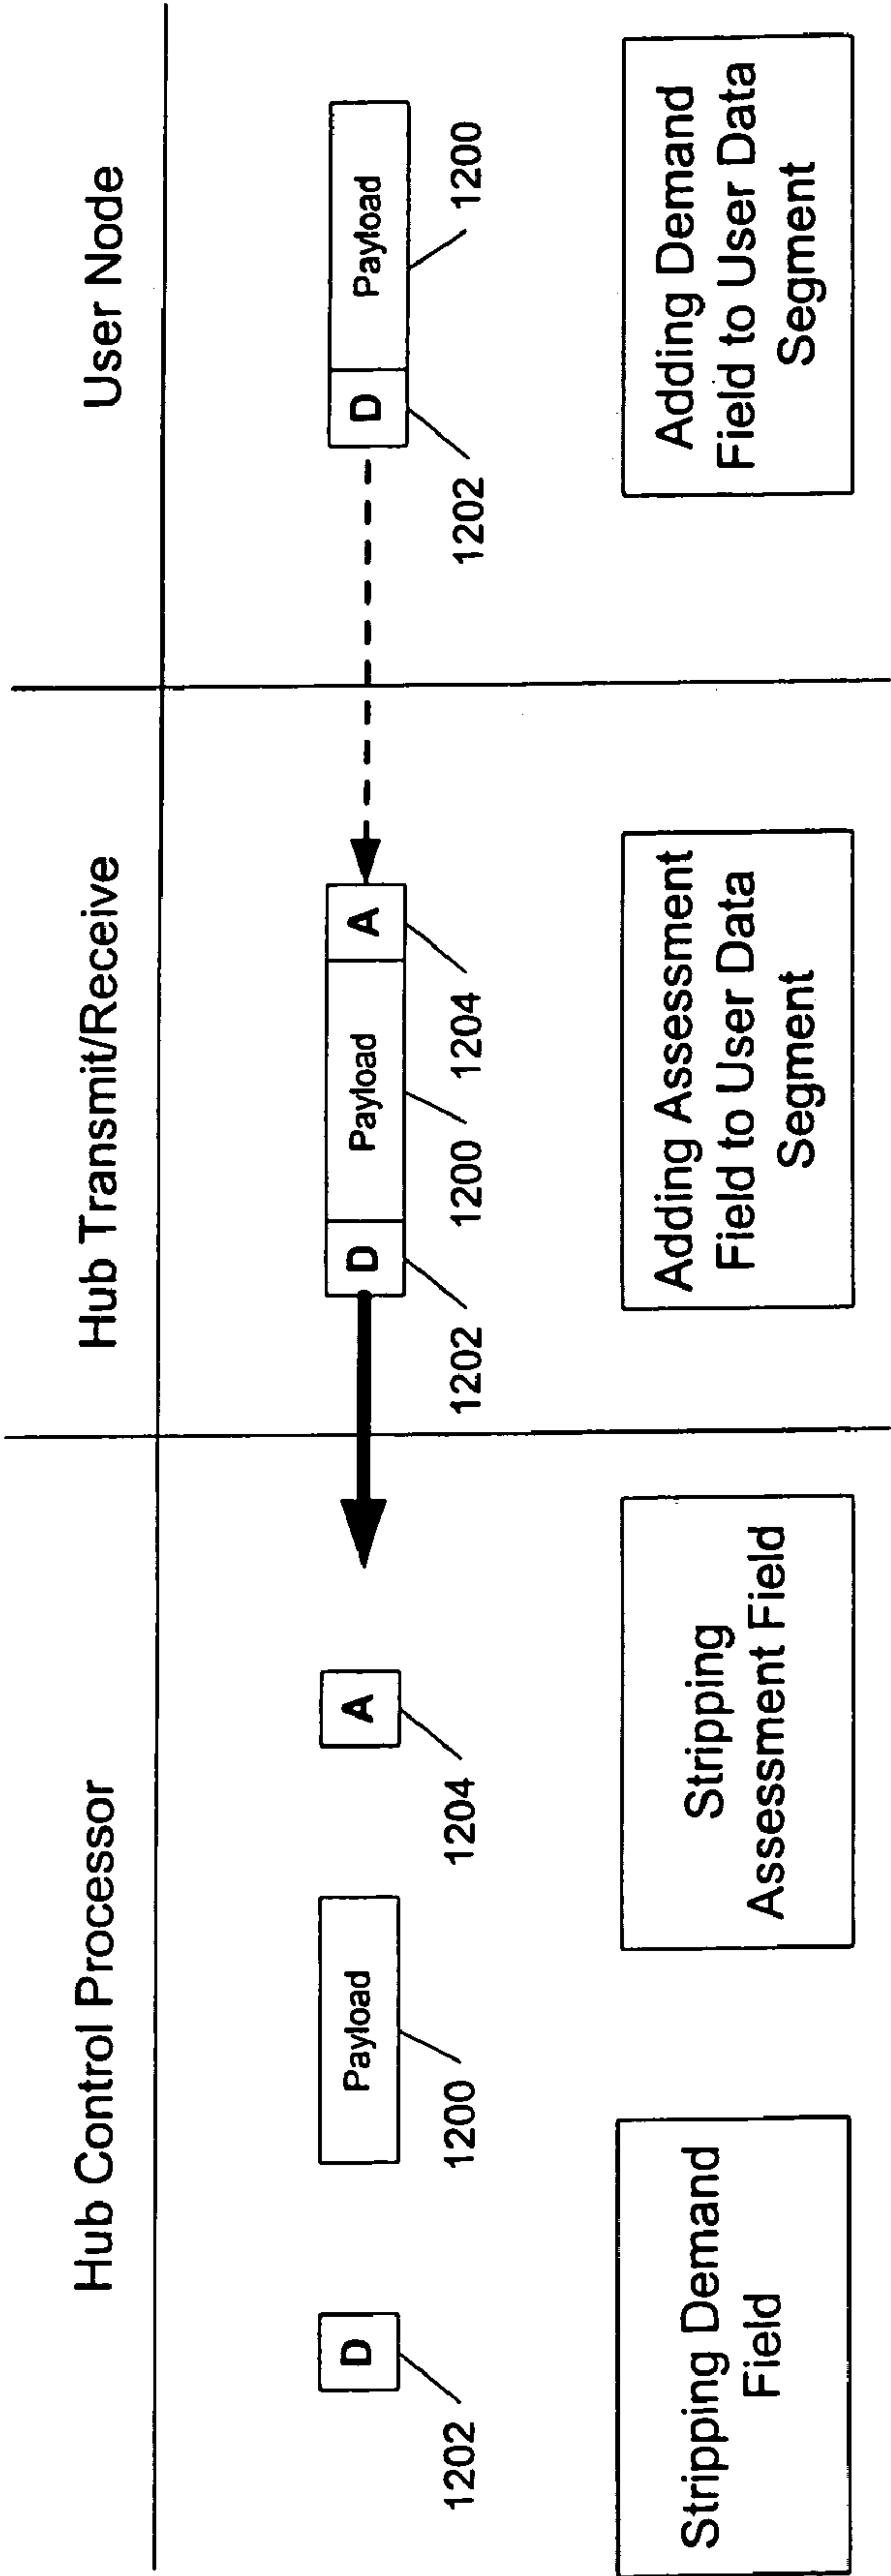 Hub Control Processor
Hub Transmit/Receive
User Node
D
Payload
A
D
Payload
A
D
Payload
1202
1200
1204
1202
1200
1204
1202
1200
Stripping Demand
Field
Stripping
Assessment Field
Adding Assessment
Field to User Data
Segment
Adding Demand
Field to User Data
Segment